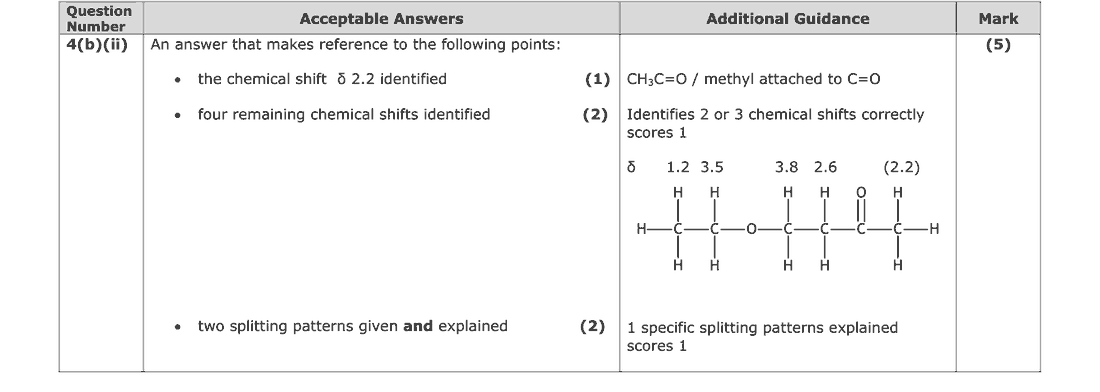 Question Number
Acceptable Answers
Additional Guidance
Mark
4(b)(ii)
An answer that makes reference to the following points:
(5)
• the chemical shift δ 2.2 identified (1)
CH₃C=O / methyl attached to C=O
• four remaining chemical shifts identified (2)
Identifies 2 or 3 chemical shifts correctly
scores 1
δ 1.2 3.5 3.8 2.6 (2.2)
H H H H O H
H C C O C C C C H
H H H H H
• two splitting patterns given and explained (2)
1 specific splitting patterns explained
scores 1